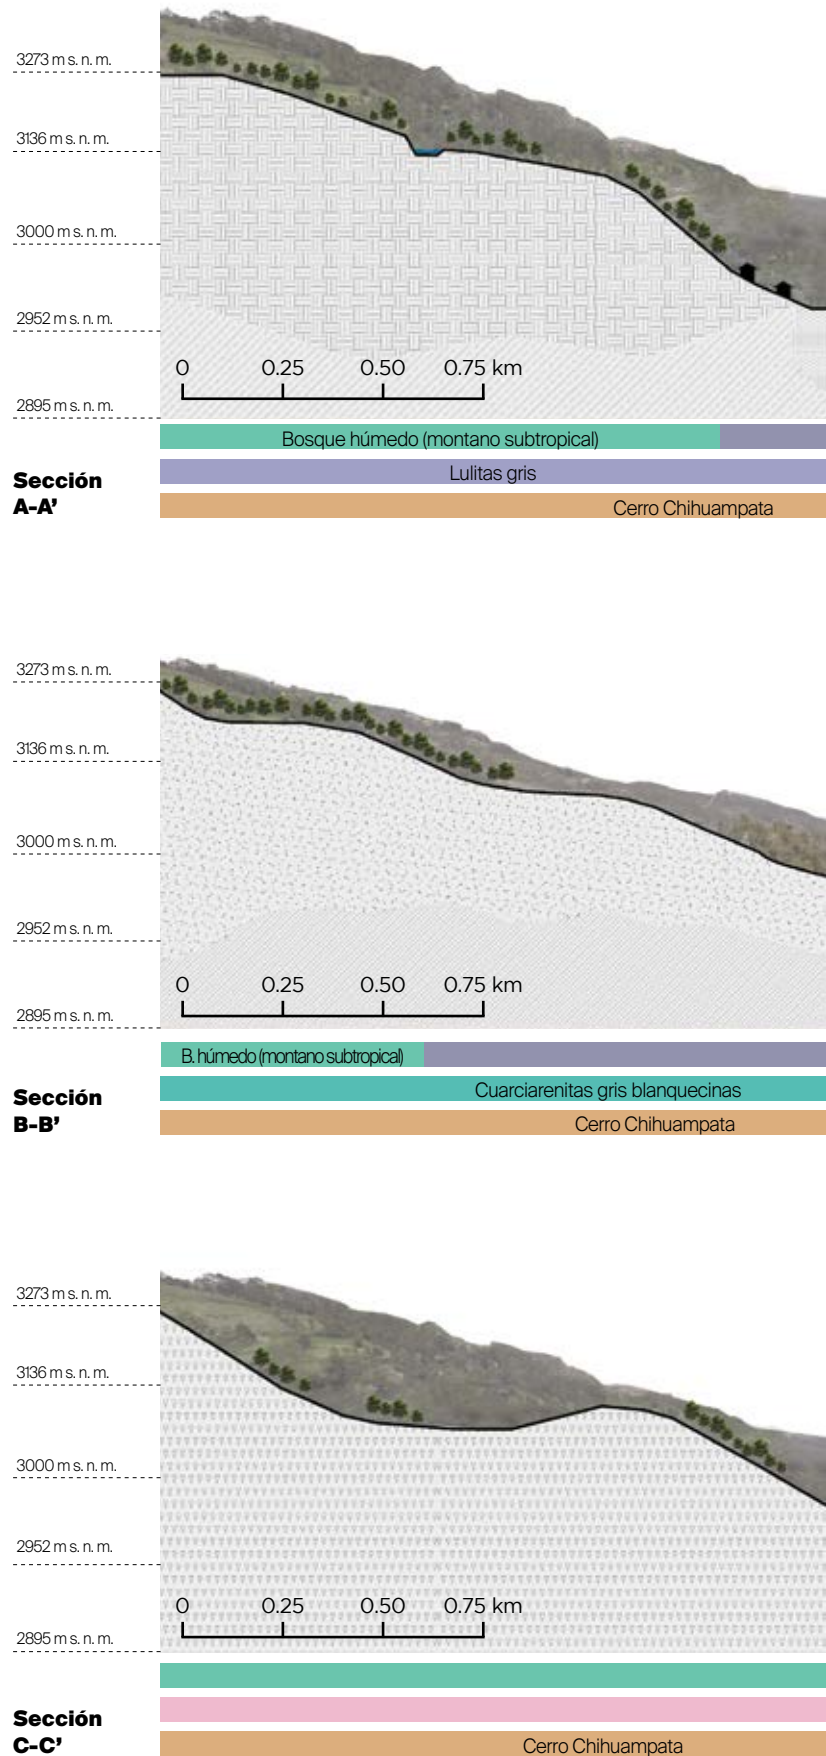 3273 m s. n. m.
3136 m s. n. m.
3000 m s. n. m.
2952 m s. n. m.
2895 m s. n. m.
0 0.25 0.50 0.75 km
Bosque húmedo (montano subtropical)
Lulitas gris
Cerro Chihuampata
Sección
A-A’
3273 m s. n. m.
3136 m s. n. m.
3000 m s. n. m.
2952 m s. n. m.
2895 m s. n. m.
0 0.25 0.50 0.75 km
B. húmedo (montano subtropical)
Cuarciarenitas gris blanquecinas
Cerro Chihuampata
Sección
B-B’
3273 m s. n. m.
3136 m s. n. m.
3000 m s. n. m.
2952 m s. n. m.
2895 m s. n. m.
0 0.25 0.50 0.75 km
Cerro Chihuampata
Sección
C-C’